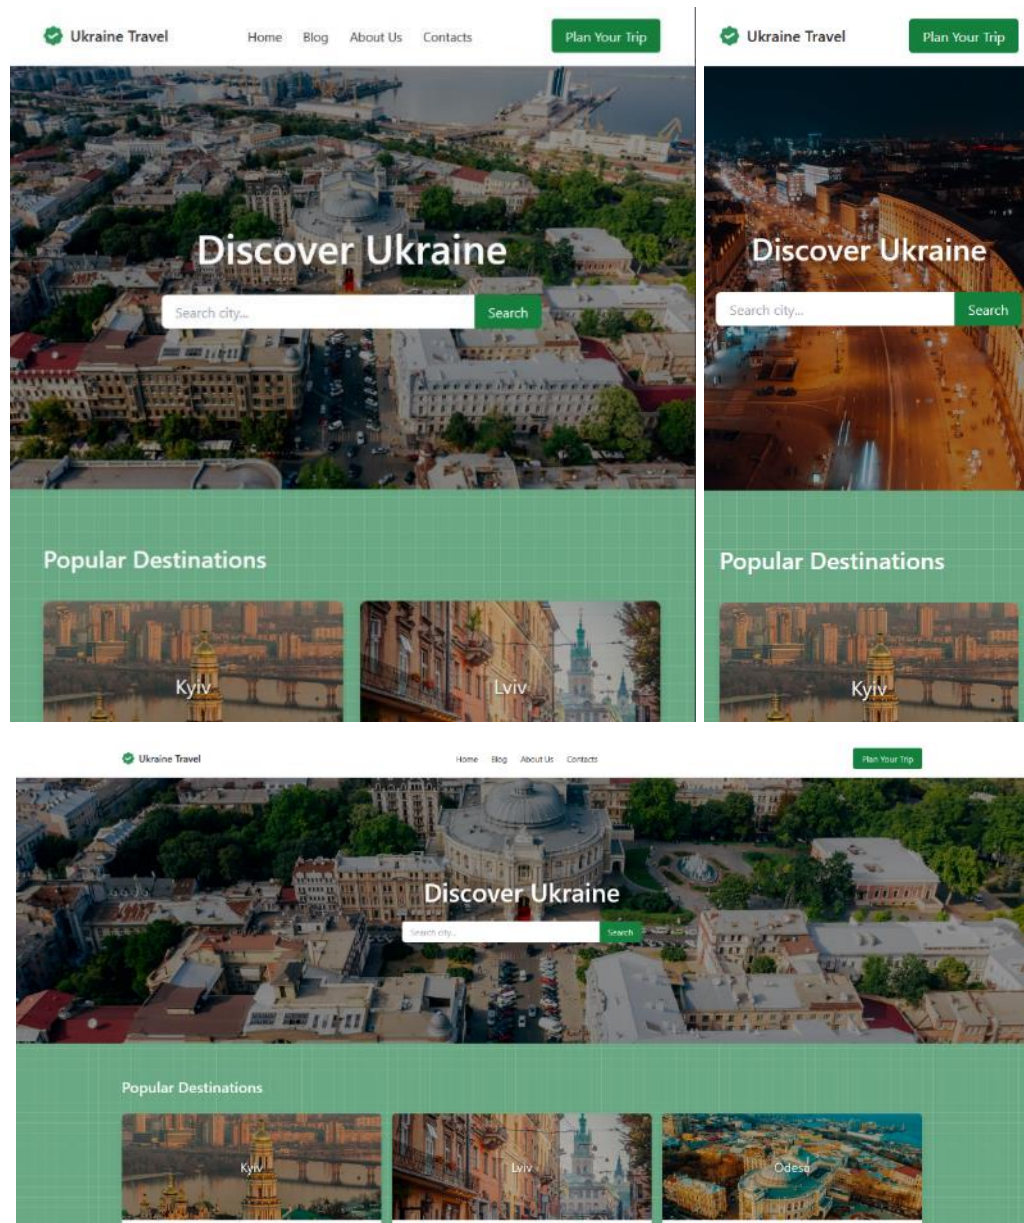 Ukraine Travel
Home Blog About Us Contacts
Plan Your Trip
Discover Ukraine
Search city...
Search
Popular Destinations
Kyiv
Lviv
Ukraine Travel
Plan Your Trip
Discover Ukraine
Search city...
Search
Popular Destinations
Kyiv
Ukraine Travel
Home Blog About Us Contacts
Plan Your Trip
Discover Ukraine
Search city...
Search
Popular Destinations
Kyiv
Lviv
Odesa